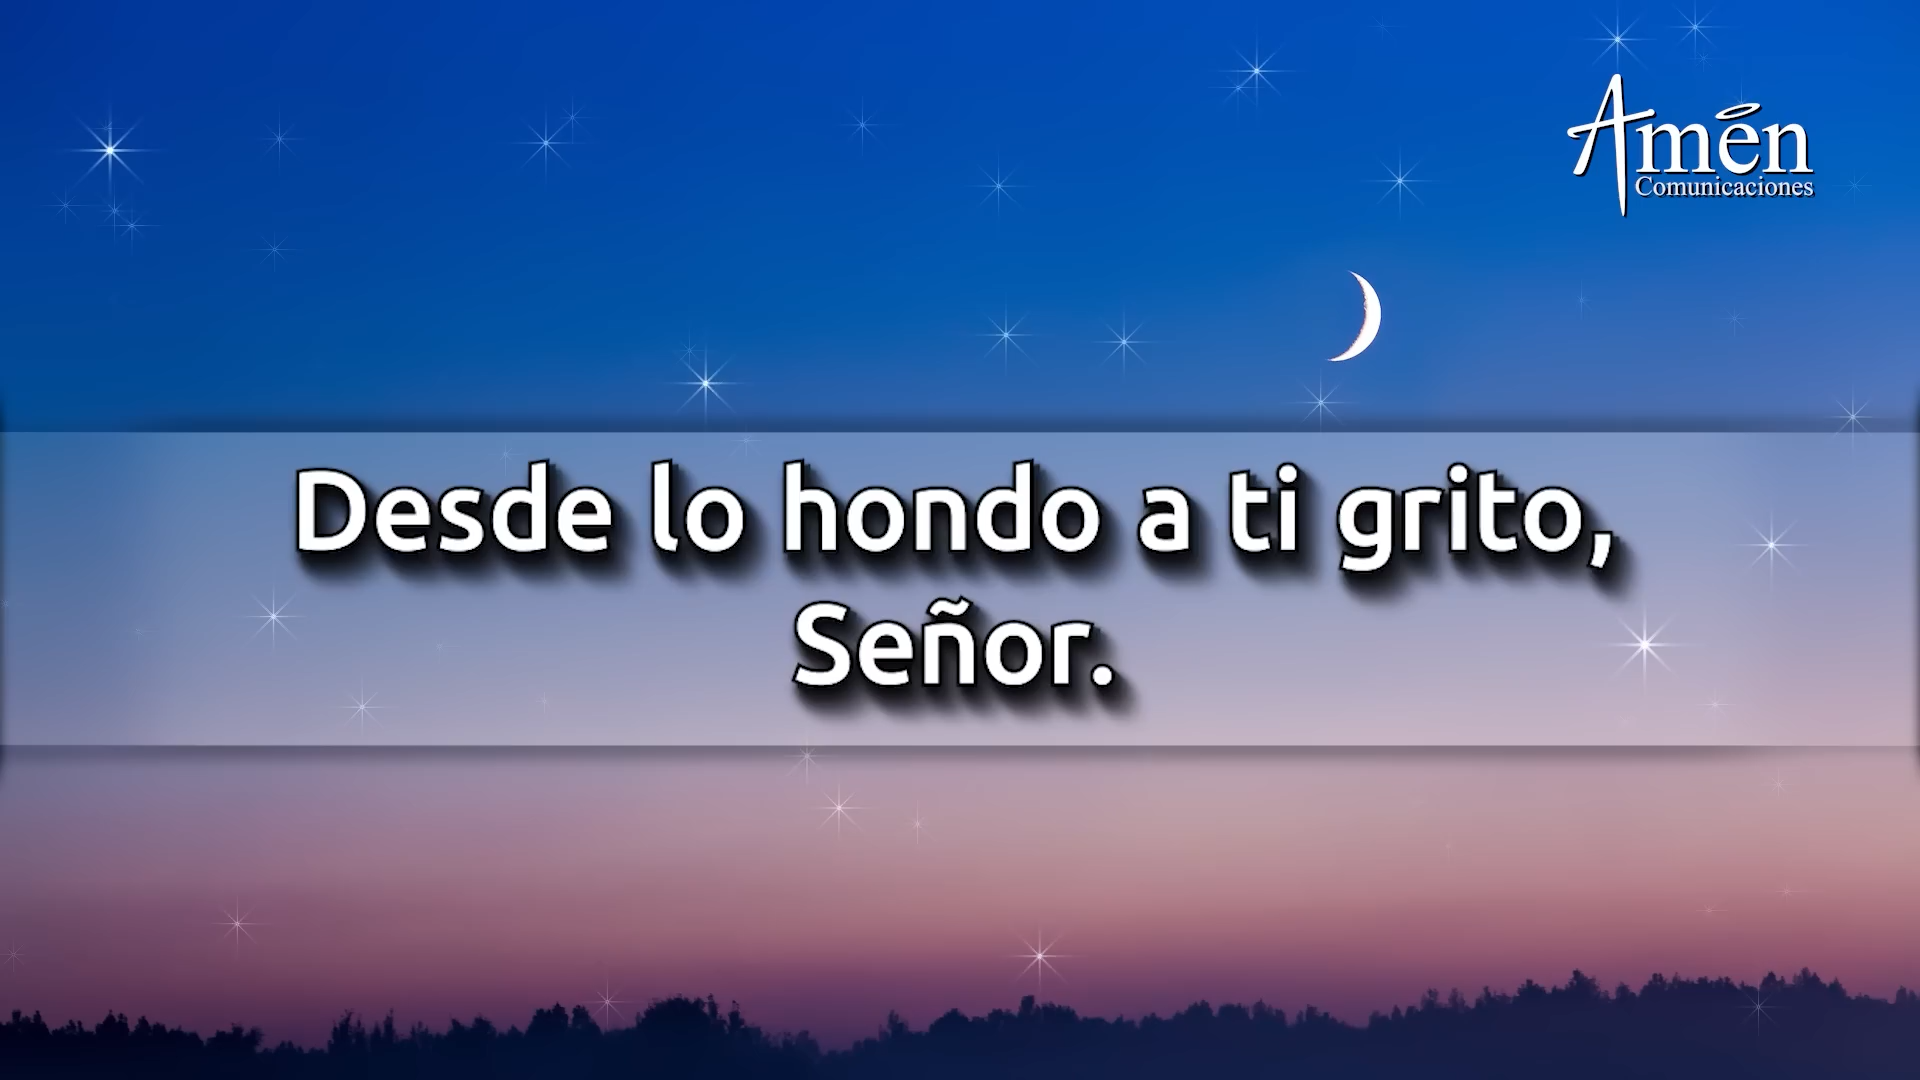 Amén
Comunicaciones
Desde lo hondo a ti grito,
Señor.